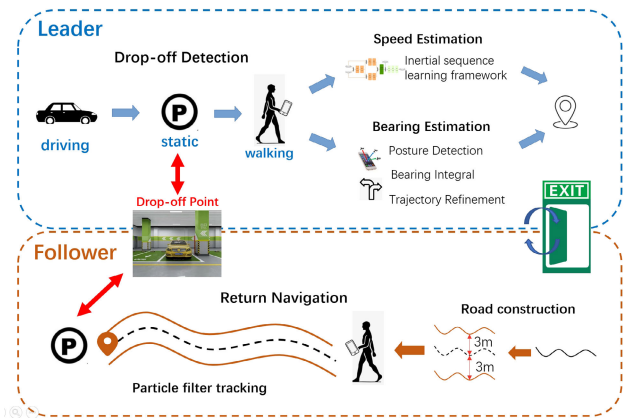 Leader
Drop-off Detection
driving
P
static
walking
Speed Estimation
Inertial sequence
learning framework
Bearing Estimation
Posture Detection
Bearing Integral
Trajectory Refinement
Drop-off Point
EXIT
Follower
Return Navigation
Road construction
P
3m
3m
Particle filter tracking